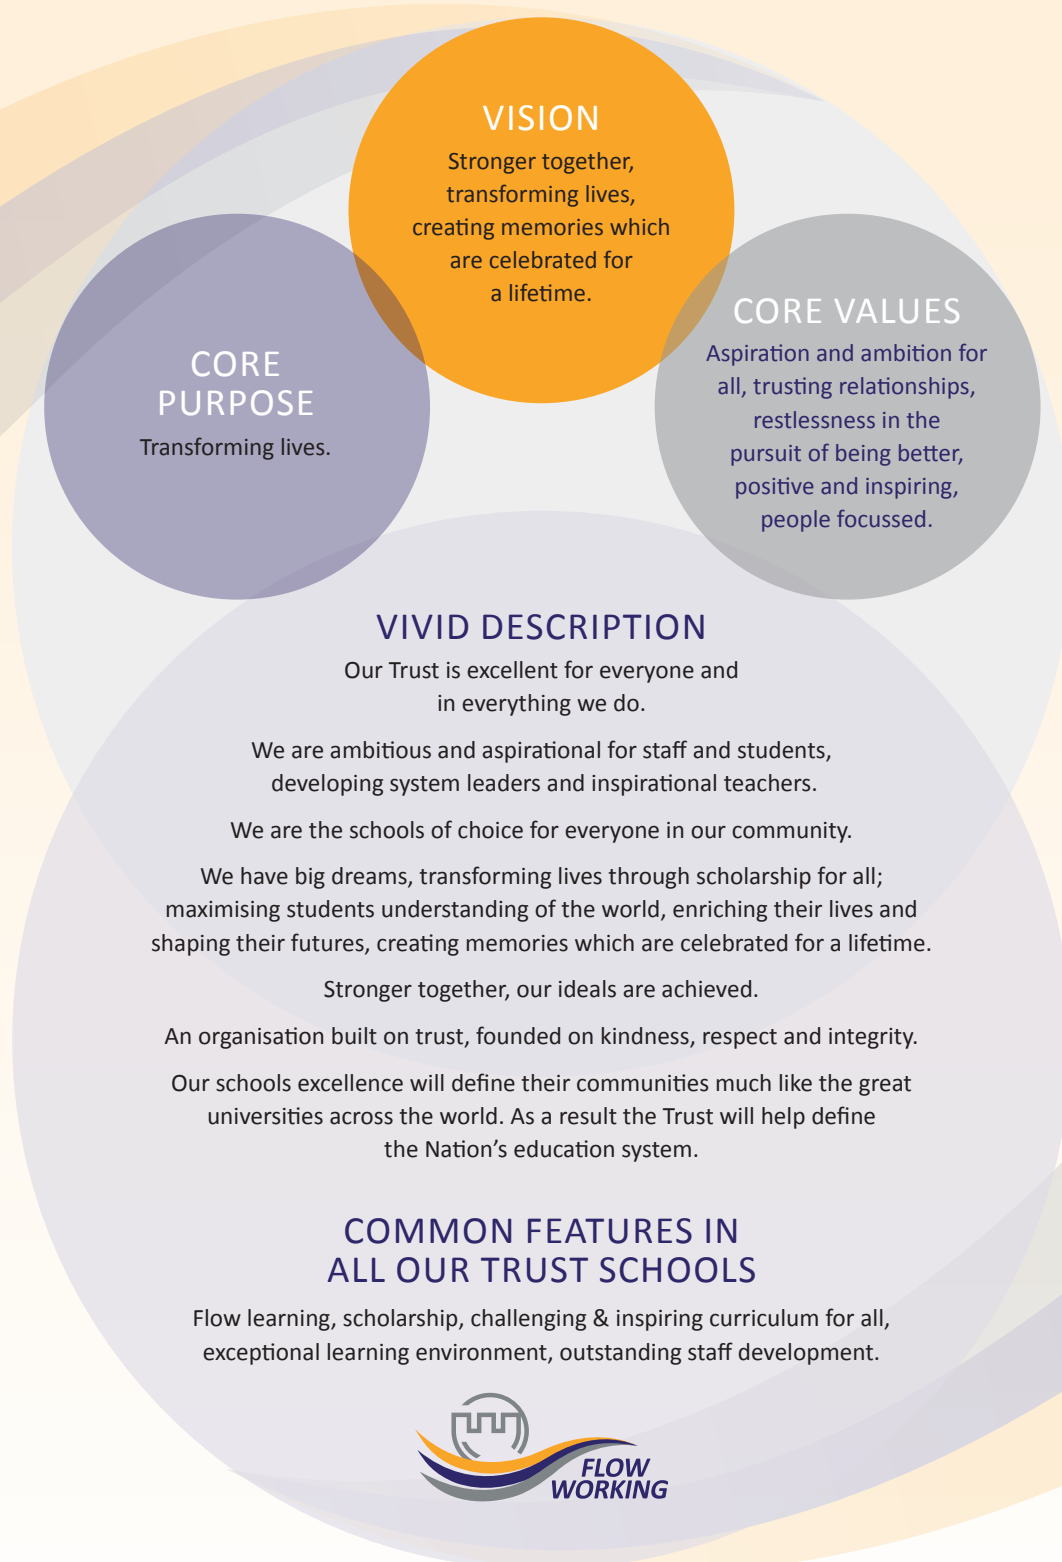 VISION
Stronger together,
transforming lives,
creating memories which
are celebrated for
a lifetime.
CORE
PURPOSE
Transforming lives.
CORE VALUES
Aspiration and ambition for
all, trusting relationships,
restlessness in the
pursuit of being better,
positive and inspiring,
people focussed.
VIVID DESCRIPTION
Our Trust is excellent for everyone and
in everything we do.
We are ambitious and aspirational for staff and students,
developing system leaders and inspirational teachers.
We are the schools of choice for everyone in our community.
We have big dreams, transforming lives through scholarship for all;
maximising students understanding of the world, enriching their lives and
shaping their futures, creating memories which are celebrated for a lifetime.
Stronger together, our ideals are achieved.
An organisation built on trust, founded on kindness, respect and integrity.
Our schools excellence will define their communities much like the great
universities across the world. As a result the Trust will help define
the Nation’s education system.
COMMON FEATURES IN
ALL OUR TRUST SCHOOLS
Flow learning, scholarship, challenging & inspiring curriculum for all,
exceptional learning environment, outstanding staff development.
FLOW
WORKING